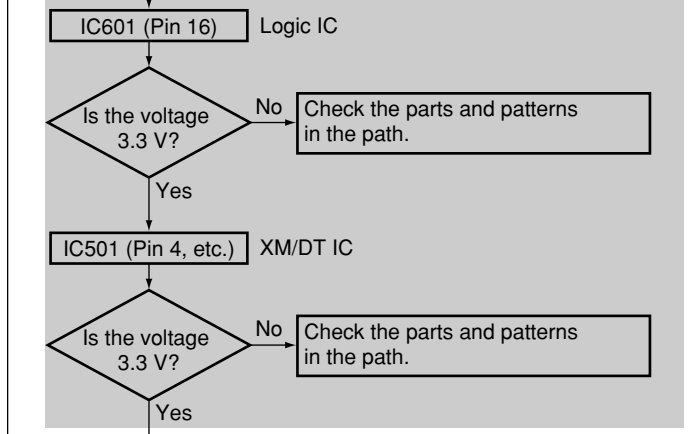 IC601 (Pin 16) Logic IC
Is the voltage
3.3 V?
No
Check the parts and patterns
in the path.
Yes
IC501 (Pin 4, etc.) XM/DT IC
Is the voltage
3.3 V?
No
Check the parts and patterns
in the path.
Yes